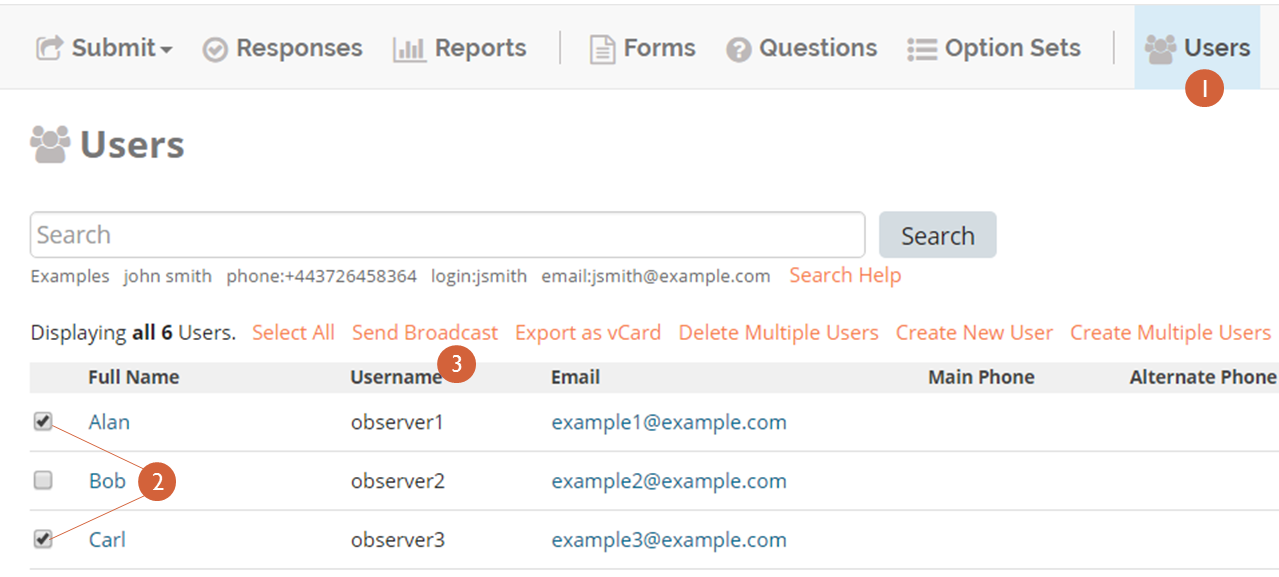 Submit Responses Reports Forms Questions Option Sets Users
1
Users
Search Search
Examples john smith phone:+443726458364 login:jsmith email:jsmith@example.com Search Help
Displaying all 6 Users. Select All Send Broadcast Export as vCard Delete Multiple Users Create New User Create Multiple Users
3
Full Name Username Email Main Phone Alternate Phone
Alan observer1 example1@example.com
Bob 2 observer2 example2@example.com
Carl observer3 example3@example.com